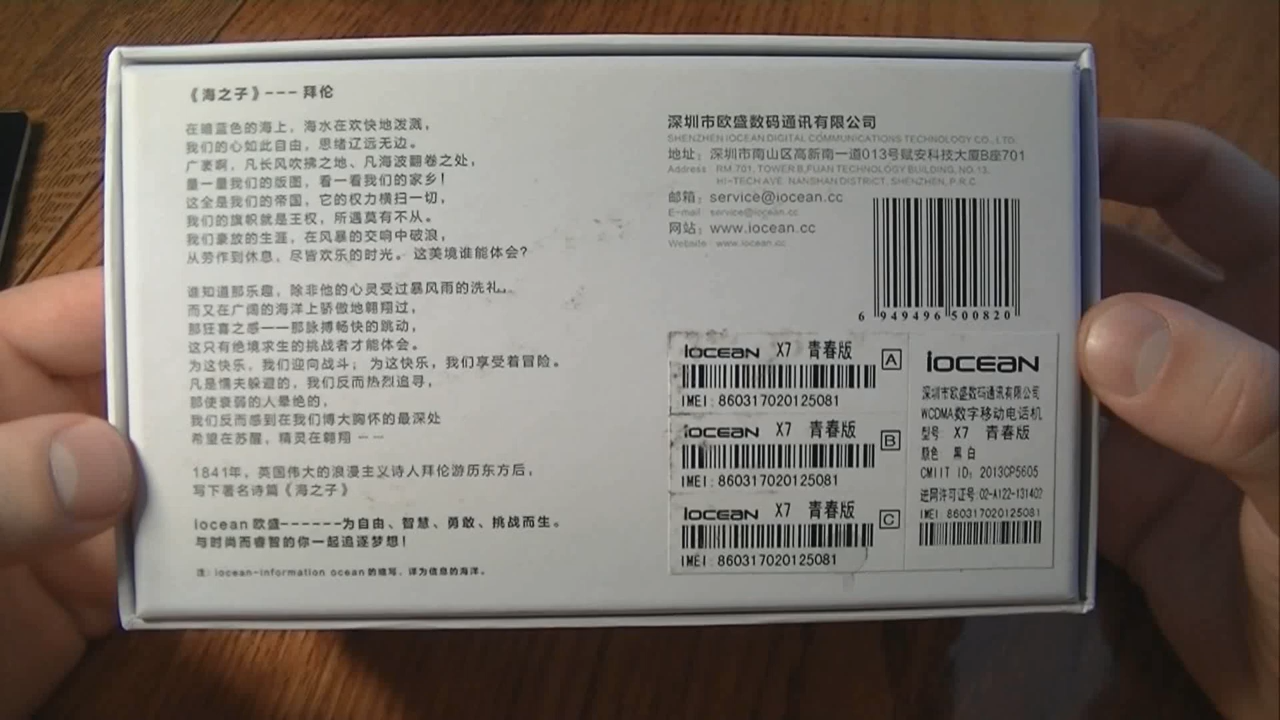 《海之子》--- 拜伦
在暗蓝色的海上，海水在欢快地泼溅，
我们的心如此自由，思绪辽远无边。
广袤啊，凡长风吹拂之地、凡海波翻卷之处，
量一量我们的版图，看一看我们的家乡！
这全是我们的帝国，它的权力横扫一切，
我们的旗帜就是王权，所遇莫有不从。
我们豪放的生涯，在风暴的交响中破浪，
从劳作到休息，尽皆欢乐的时光。这美境谁能体会？
谁知道那乐趣，除非他的心灵受过暴风雨的洗礼，
而又在广阔的海洋上骄傲地翱翔过，
那狂喜之感——那脉搏畅快的跳动，
这只有绝境求生的挑战者才能体会。
为这快乐，我们迎向战斗；为这快乐，我们享受着冒险。
凡是懦夫躲避的，我们反而热烈追寻，
那使衰弱的人晕绝的，
我们反而感到在我们博大胸怀的最深处
希望在苏醒，精灵在翱翔 ——
1841年，英国伟大的浪漫主义诗人拜伦游历东方后，
写下著名诗篇《海之子》
iocean 欧盛------为自由、智慧、勇敢、挑战而生。
与时尚而睿智的你一起追逐梦想！
注：iocean-information ocean的缩写，译为信息的海洋。
深圳市欧盛数码通讯有限公司
SHENZHEN IOCEAN DIGITAL COMMUNICATIONS TECHNOLOGY CO., LTD.
地址：深圳市南山区高新南一道013号赋安科技大厦B座701
Address RM.701, TOWER B,FUAN TECHNOLOGY BUILDING, NO.13,
HI-TECH AVE. NANSHAN DISTRICT, SHENZHEN, P.R.C
邮箱：service@iocean.cc
E-mail service@iocean.cc
网站：www.iocean.cc
Website www.iocean.cc
6 949496 500820
iocean X7 青春版 A
IMEI: 860317020125081
iocean X7 青春版 B
IMEI: 860317020125081
iocean X7 青春版 C
IMEI: 860317020125081
iocean
深圳市欧盛数码通讯有限公司
WCDMA数字移动电话机
型号: X7 青春版
颜色 黑 白
CMIIT ID: 2013CP5605
进网许可证号:02-A122-131402
IMEI: 860317020125081